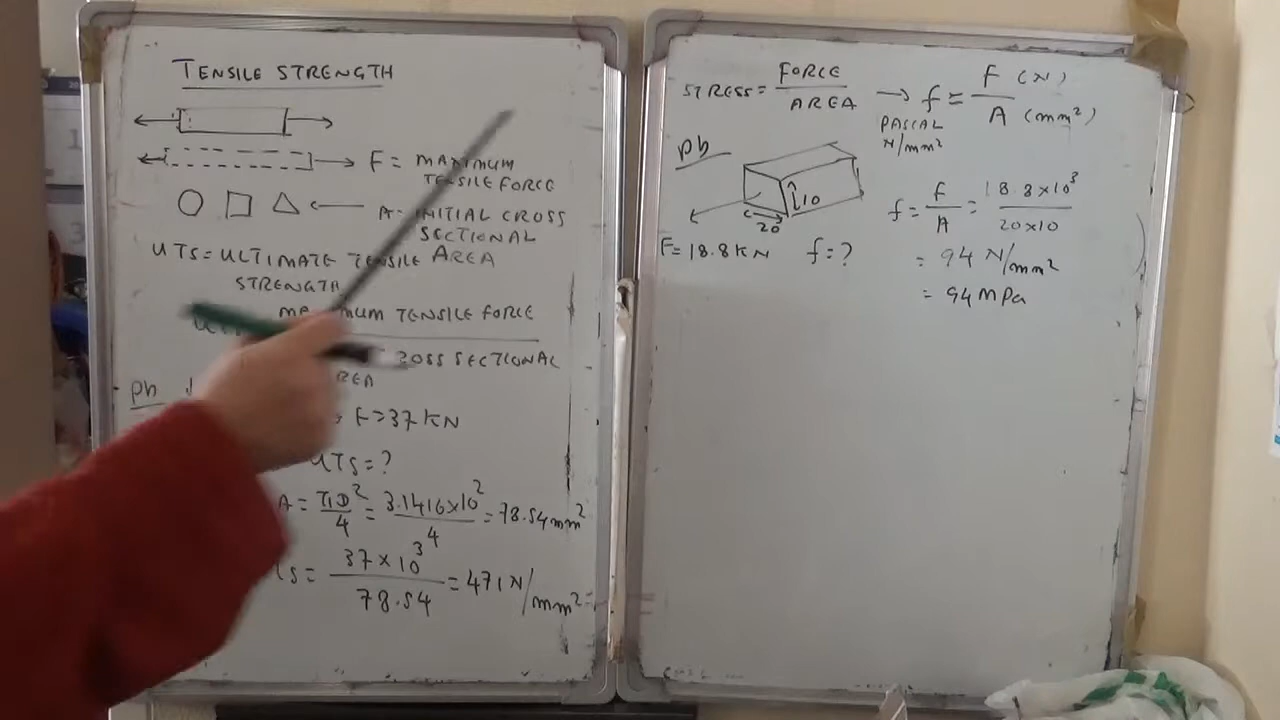 TENSILE STRENGTH
F = MAXIMUM
TENSILE FORCE
A = INITIAL CROSS
SECTIONAL
AREA
UTS = ULTIMATE TENSILE
STRENGTH
TENSILE FORCE
SECTIONAL
Pb
F = 37 KN
UTS = ?
A = πD²/4 = 3.1416×10²/4 = 78.54 mm²
= 37×10³/78.54 = 471 N/mm²
STRESS = FORCE/AREA → f = F (N)/A (mm²)
PASCAL
N/mm²
Pb
10
20
F = 18.8 KN f = ?
f = F/A = 18.8×10³/20×10
= 94 N/mm²
= 94 MPa